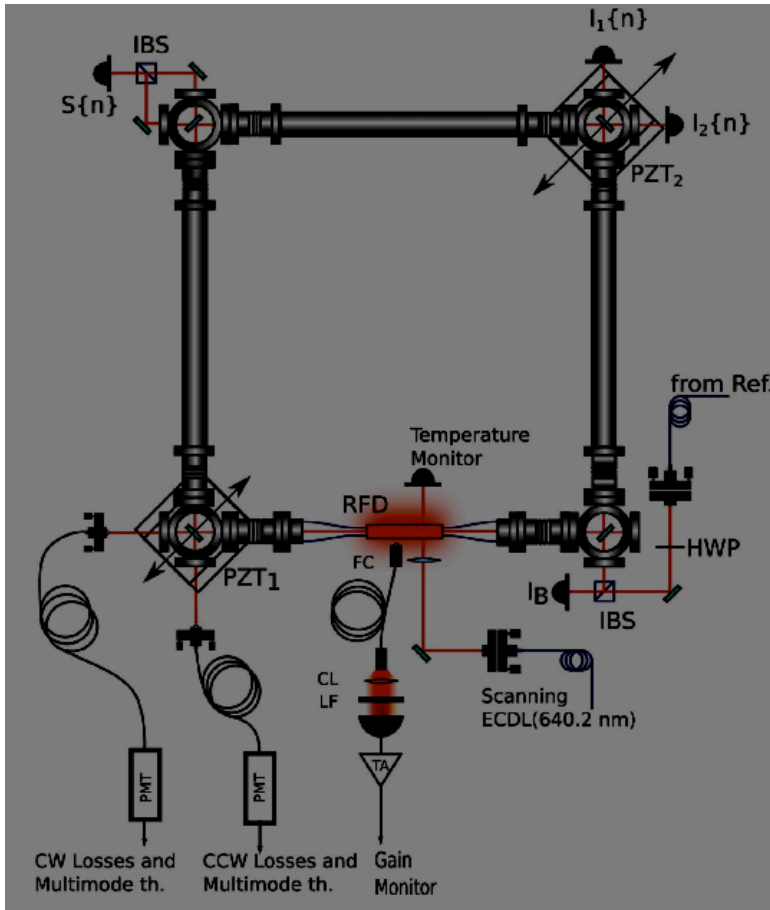 IBS
S{n}
I₁{n}
I₂{n}
PZT₂
from Ref.
Temperature
Monitor
RFD
HWP
PZT1
FC
I_B
IBS
CL
LF
Scanning
ECDL(640.2 nm)
TA
PMT
PMT
CW Losses and
Multimode th.
CCW Losses and
Multimode th.
Gain
Monitor